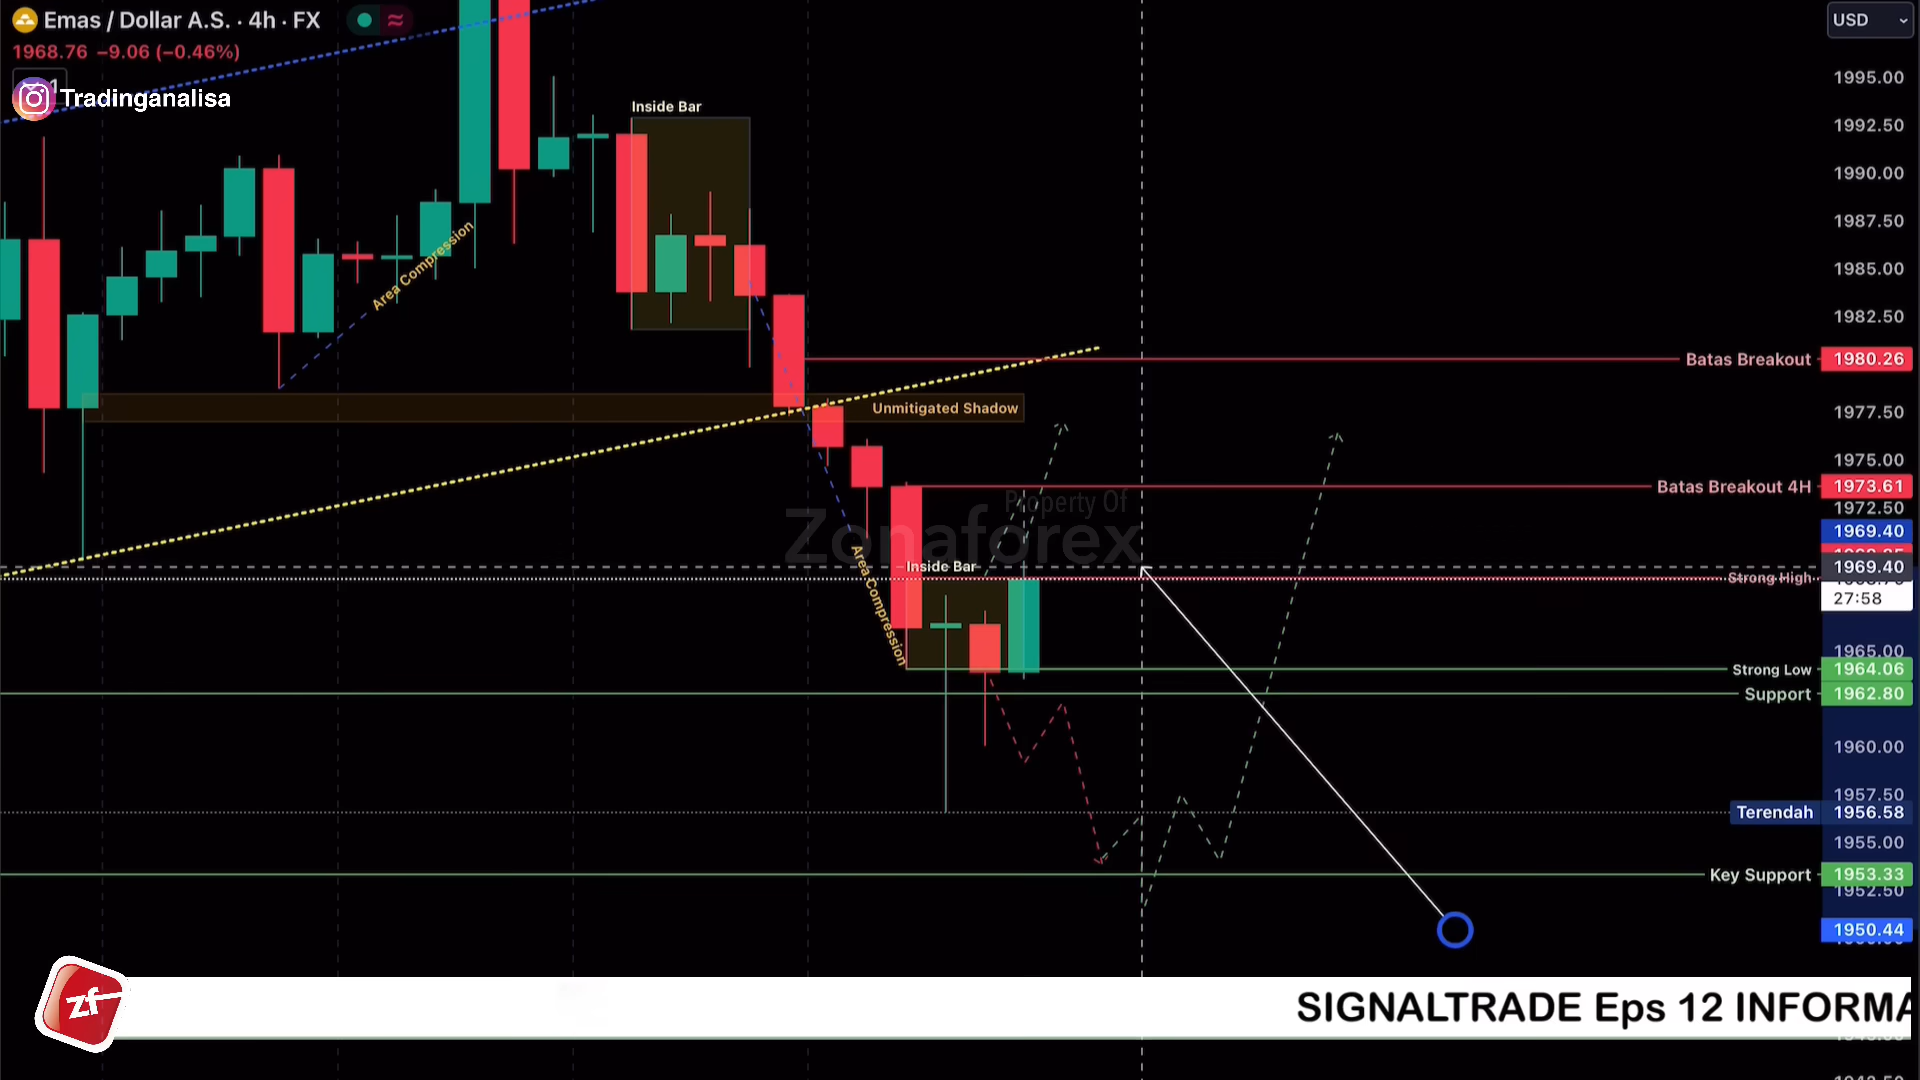 Emas / Dollar A.S. · 4h · FX
USD
1968.76 −9.06 (−0.46%)
1
Tradinganalisa
Inside Bar
Area Compression
Unmitigated Shadow
Property Of
Zonaforex
Inside Bar
Area Compression
1995.00
1992.50
1990.00
1987.50
1985.00
1982.50
Batas Breakout 1980.26
1977.50
1975.00
Batas Breakout 4H 1973.61
1972.50
1969.40
1969.40
Strong High
27:58
1965.00
Strong Low 1964.06
Support 1962.80
1960.00
1957.50
Terendah 1956.58
1955.00
Key Support 1953.33
1952.50
1950.44
zf
SIGNALTRADE Eps 12 INFORMA